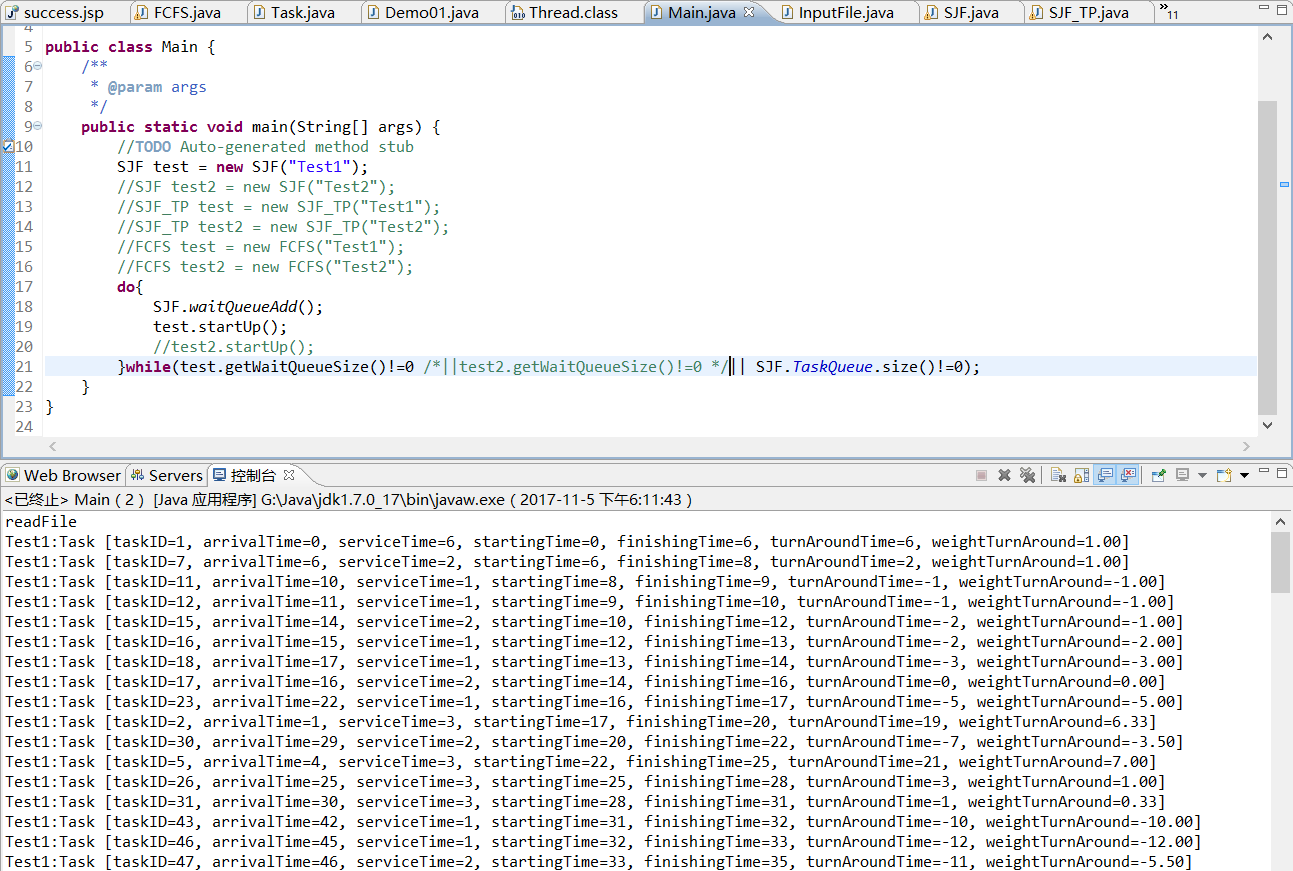 success.jsp FCFS.java Task.java Demo01.java Thread.class Main.java InputFile.java SJF.java SJF_TP.java »11
4
5 public class Main {
6 /**
7 * @param args
8 */
9 public static void main(String[] args) {
10 //TODO Auto-generated method stub
11 SJF test = new SJF("Test1");
12 //SJF test2 = new SJF("Test2");
13 //SJF_TP test = new SJF_TP("Test1");
14 //SJF_TP test2 = new SJF_TP("Test2");
15 //FCFS test = new FCFS("Test1");
16 //FCFS test2 = new FCFS("Test2");
17 do{
18 SJF.waitQueueAdd();
19 test.startUp();
20 //test2.startUp();
21 }while(test.getWaitQueueSize()!=0 /*||test2.getWaitQueueSize()!=0 */|| SJF.TaskQueue.size()!=0);
22 }
23 }
24
Web Browser Servers 控制台
<已终止> Main (2) [Java 应用程序] G:\Java\jdk1.7.0_17\bin\javaw.exe ( 2017-11-5 下午6:11:43 )
readFile
Test1:Task [taskID=1, arrivalTime=0, serviceTime=6, startingTime=0, finishingTime=6, turnAroundTime=6, weightTurnAround=1.00]
Test1:Task [taskID=7, arrivalTime=6, serviceTime=2, startingTime=6, finishingTime=8, turnAroundTime=2, weightTurnAround=1.00]
Test1:Task [taskID=11, arrivalTime=10, serviceTime=1, startingTime=8, finishingTime=9, turnAroundTime=-1, weightTurnAround=-1.00]
Test1:Task [taskID=12, arrivalTime=11, serviceTime=1, startingTime=9, finishingTime=10, turnAroundTime=-1, weightTurnAround=-1.00]
Test1:Task [taskID=15, arrivalTime=14, serviceTime=2, startingTime=10, finishingTime=12, turnAroundTime=-2, weightTurnAround=-1.00]
Test1:Task [taskID=16, arrivalTime=15, serviceTime=1, startingTime=12, finishingTime=13, turnAroundTime=-2, weightTurnAround=-2.00]
Test1:Task [taskID=18, arrivalTime=17, serviceTime=1, startingTime=13, finishingTime=14, turnAroundTime=-3, weightTurnAround=-3.00]
Test1:Task [taskID=17, arrivalTime=16, serviceTime=2, startingTime=14, finishingTime=16, turnAroundTime=0, weightTurnAround=0.00]
Test1:Task [taskID=23, arrivalTime=22, serviceTime=1, startingTime=16, finishingTime=17, turnAroundTime=-5, weightTurnAround=-5.00]
Test1:Task [taskID=2, arrivalTime=1, serviceTime=3, startingTime=17, finishingTime=20, turnAroundTime=19, weightTurnAround=6.33]
Test1:Task [taskID=30, arrivalTime=29, serviceTime=2, startingTime=20, finishingTime=22, turnAroundTime=-7, weightTurnAround=-3.50]
Test1:Task [taskID=5, arrivalTime=4, serviceTime=3, startingTime=22, finishingTime=25, turnAroundTime=21, weightTurnAround=7.00]
Test1:Task [taskID=26, arrivalTime=25, serviceTime=3, startingTime=25, finishingTime=28, turnAroundTime=3, weightTurnAround=1.00]
Test1:Task [taskID=31, arrivalTime=30, serviceTime=3, startingTime=28, finishingTime=31, turnAroundTime=1, weightTurnAround=0.33]
Test1:Task [taskID=43, arrivalTime=42, serviceTime=1, startingTime=31, finishingTime=32, turnAroundTime=-10, weightTurnAround=-10.00]
Test1:Task [taskID=46, arrivalTime=45, serviceTime=1, startingTime=32, finishingTime=33, turnAroundTime=-12, weightTurnAround=-12.00]
Test1:Task [taskID=47, arrivalTime=46, serviceTime=2, startingTime=33, finishingTime=35, turnAroundTime=-11, weightTurnAround=-5.50]